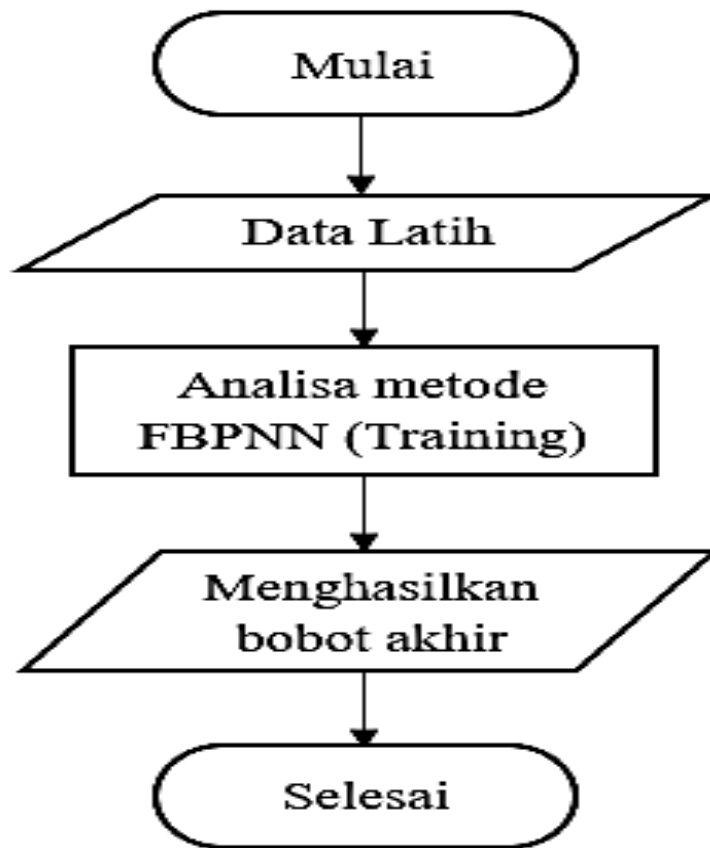 Mulai
Data Latih
Analisa metode
FBPNN (Training)
Menghasilkan
bobot akhir
Selesai